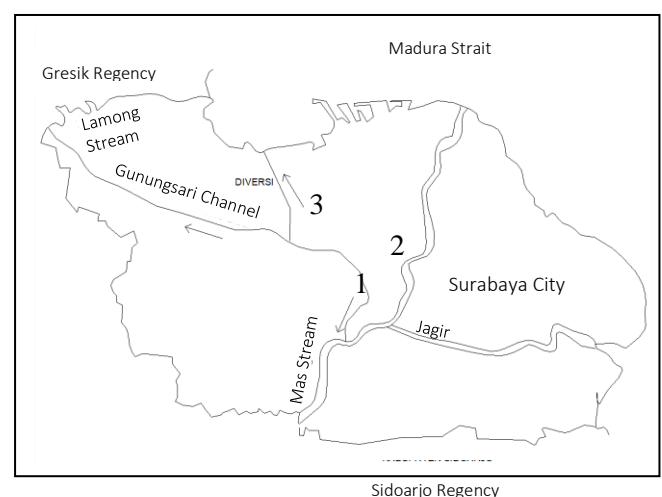 Madura Strait
Gresik Regency
Lamong
Stream
Gunungsari Channel
DIVERSI
3
2
1
Surabaya City
Jagir
Mas Stream
Sidoarjo Regency